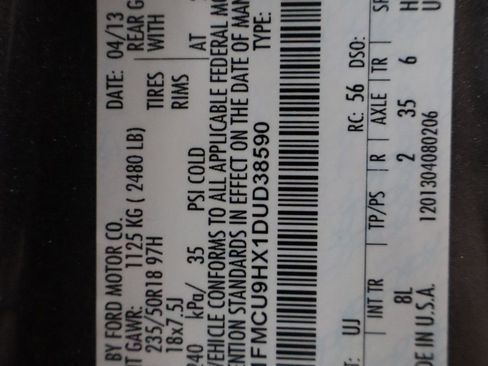 BY FORD MOTOR CO. DATE: 04/13
GAWR: 1125 KG ( 2480 LB) REAR G
235/50R18 97H TIRES WITH
18x7.5J RIMS
240 kPa/ 35 PSI COLD AT
VEHICLE CONFORMS TO ALL APPLICABLE FEDERAL MO
STANDARDS IN EFFECT ON THE DATE OF MAN
FMCU9HX1DUD38590 TYPE:
UJ RC: 56 DSO:
INT TR TP/PS R AXLE TR SP
8L 2 35 6 H
DE IN U.S.A. 1201304080206 U